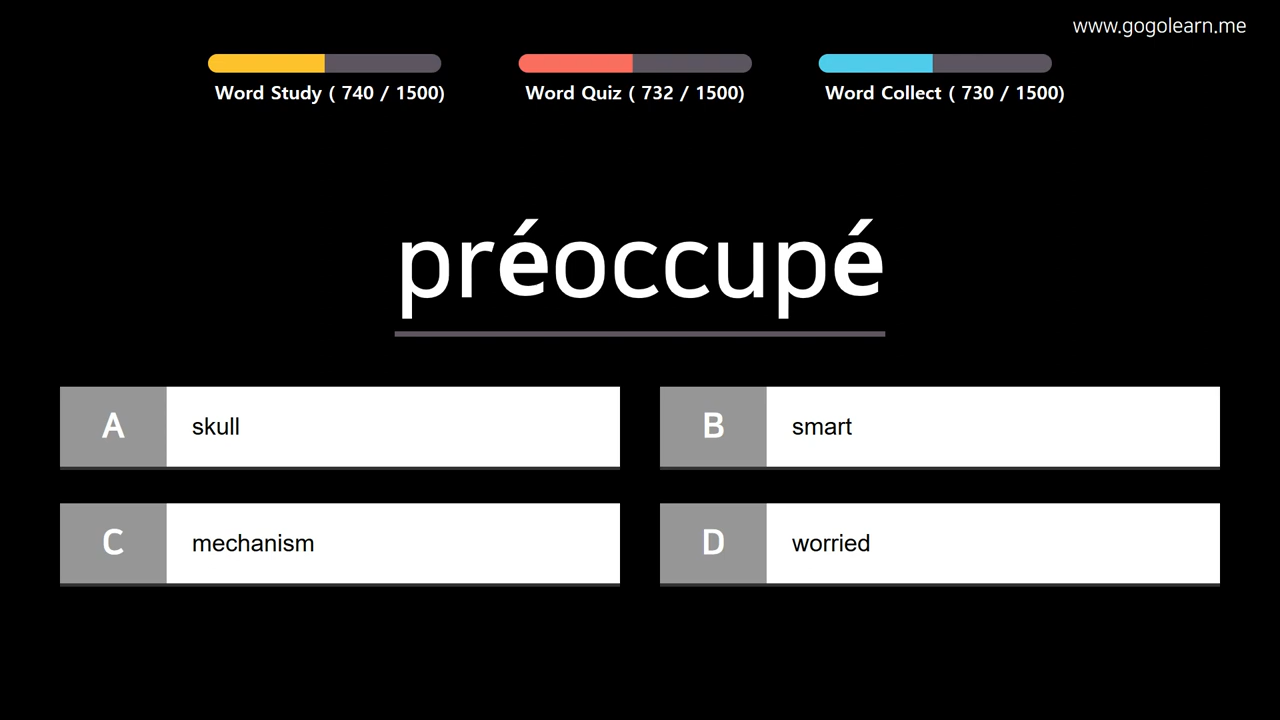 www.gogolearn.me
Word Study ( 740 / 1500)
Word Quiz ( 732 / 1500)
Word Collect ( 730 / 1500)
préoccupé
A skull
B smart
C mechanism
D worried